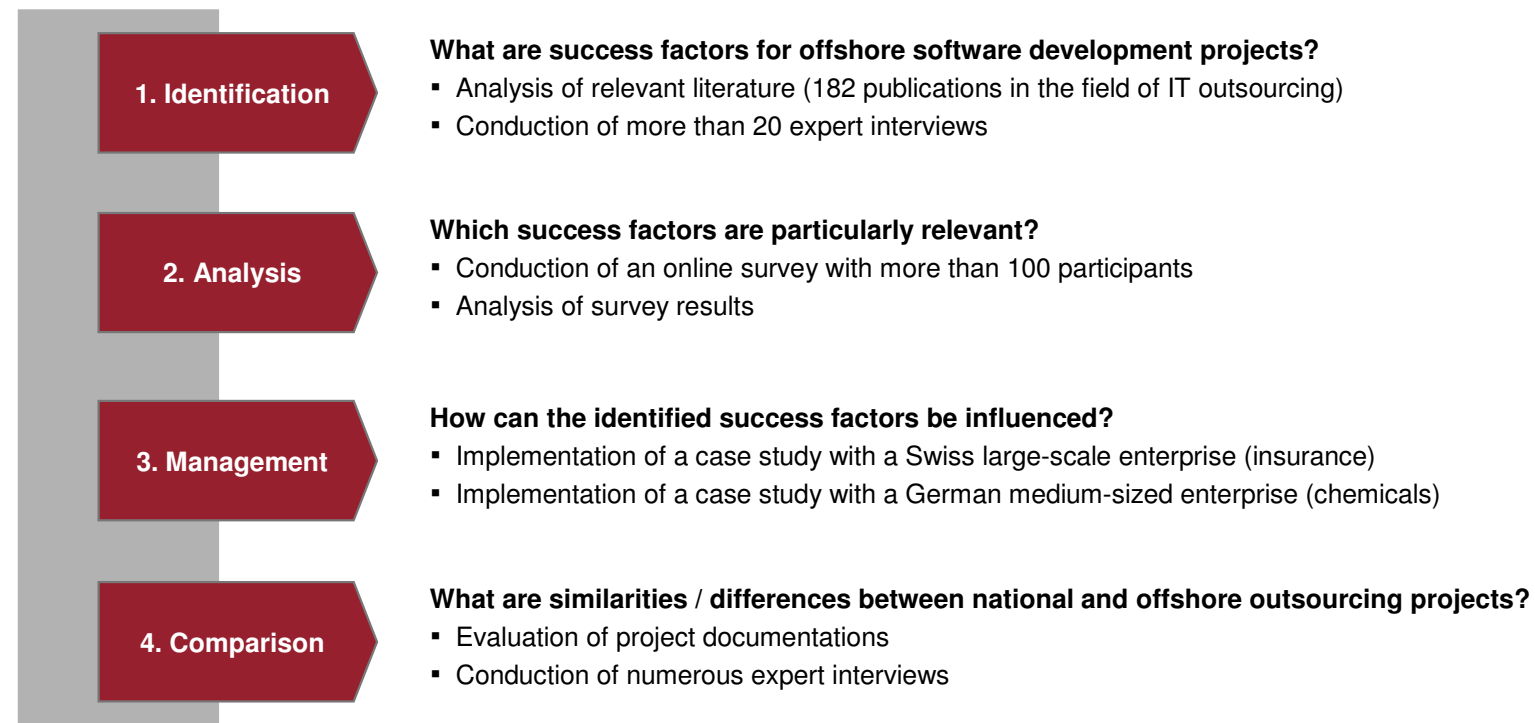 1. Identification
What are success factors for offshore software development projects?
▪ Analysis of relevant literature (182 publications in the field of IT outsourcing)
▪ Conduction of more than 20 expert interviews
2. Analysis
Which success factors are particularly relevant?
▪ Conduction of an online survey with more than 100 participants
▪ Analysis of survey results
3. Management
How can the identified success factors be influenced?
▪ Implementation of a case study with a Swiss large-scale enterprise (insurance)
▪ Implementation of a case study with a German medium-sized enterprise (chemicals)
4. Comparison
What are similarities / differences between national and offshore outsourcing projects?
▪ Evaluation of project documentations
▪ Conduction of numerous expert interviews